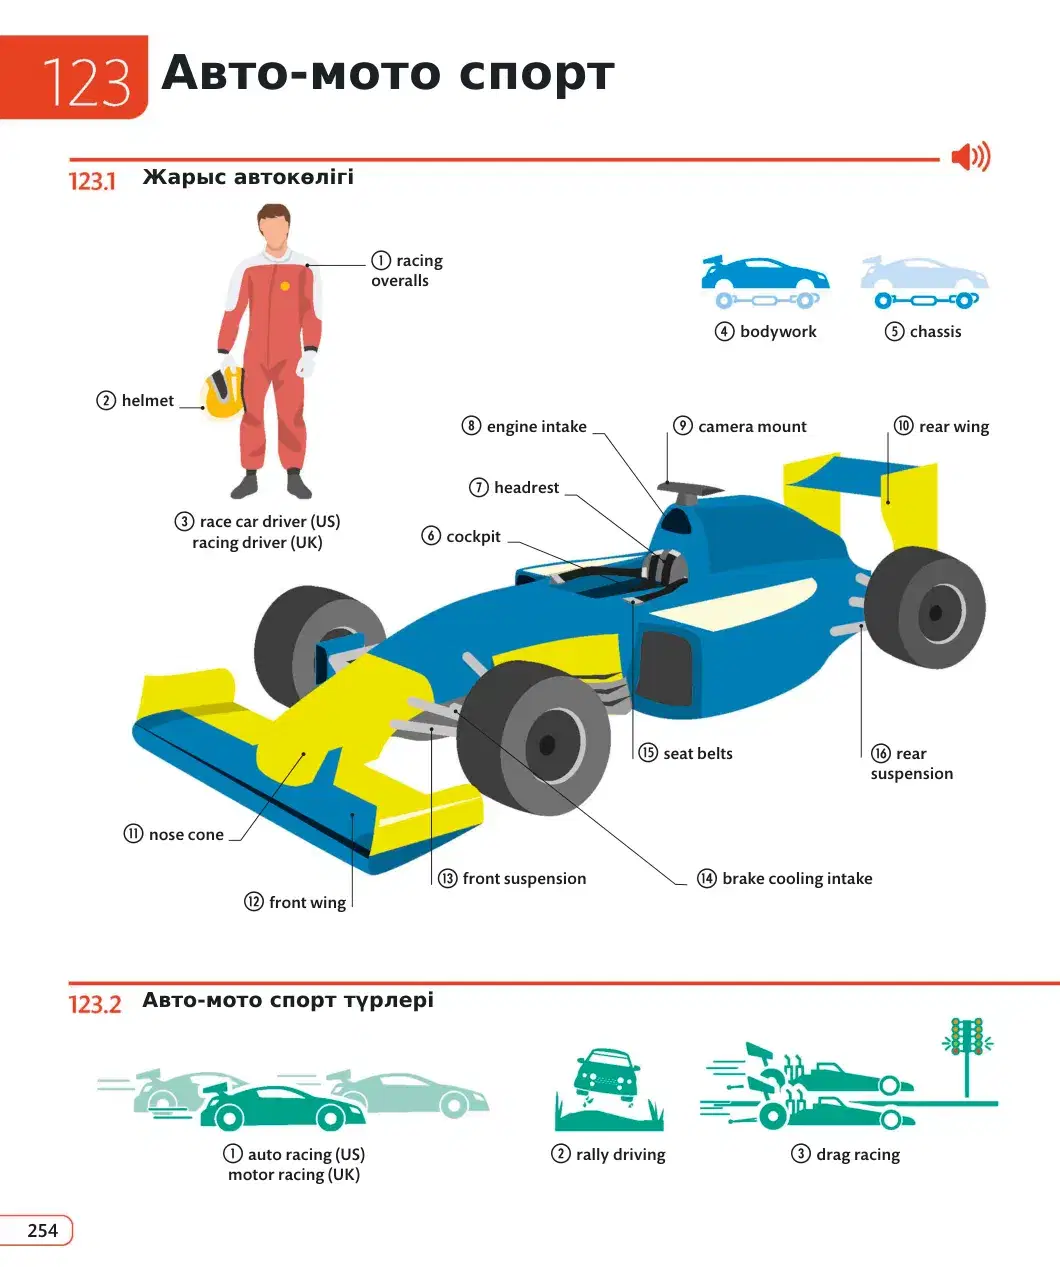 123
Авто-мото спорт
123.1 Жарыс автокөлігі
① racing
overalls
② helmet
③ race car driver (US)
racing driver (UK)
④ bodywork
⑤ chassis
⑧ engine intake
⑨ camera mount
⑩ rear wing
⑦ headrest
⑥ cockpit
⑮ seat belts
⑯ rear
suspension
⑪ nose cone
⑬ front suspension
⑭ brake cooling intake
⑫ front wing
123.2 Авто-мото спорт түрлері
① auto racing (US)
motor racing (UK)
② rally driving
③ drag racing
254